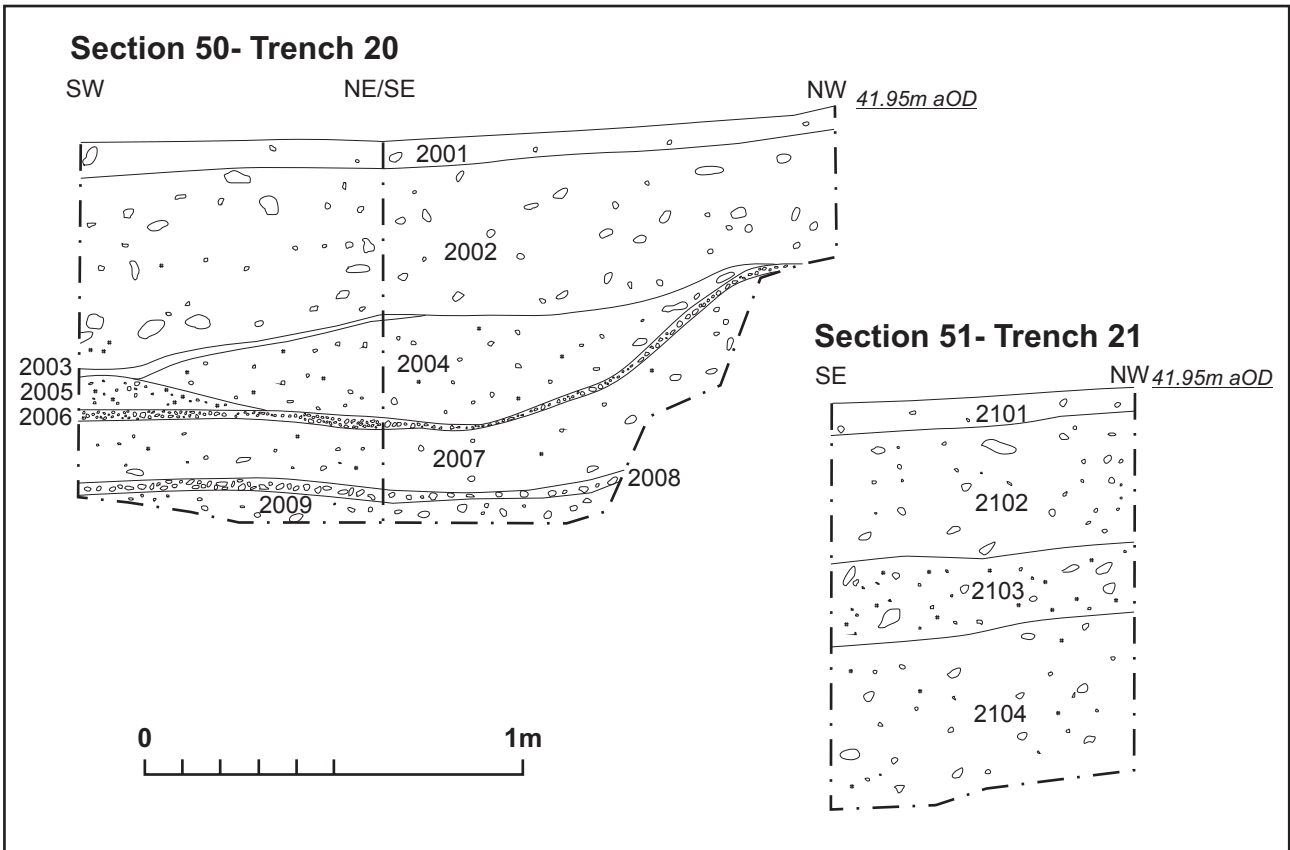 Section 50- Trench 20
SW NE/SE NW 41.95m aOD
2001
2002
2003
2004
2005
2006
2007
2008
2009
Section 51- Trench 21
SE NW 41.95m aOD
2101
2102
2103
2104
0 1m